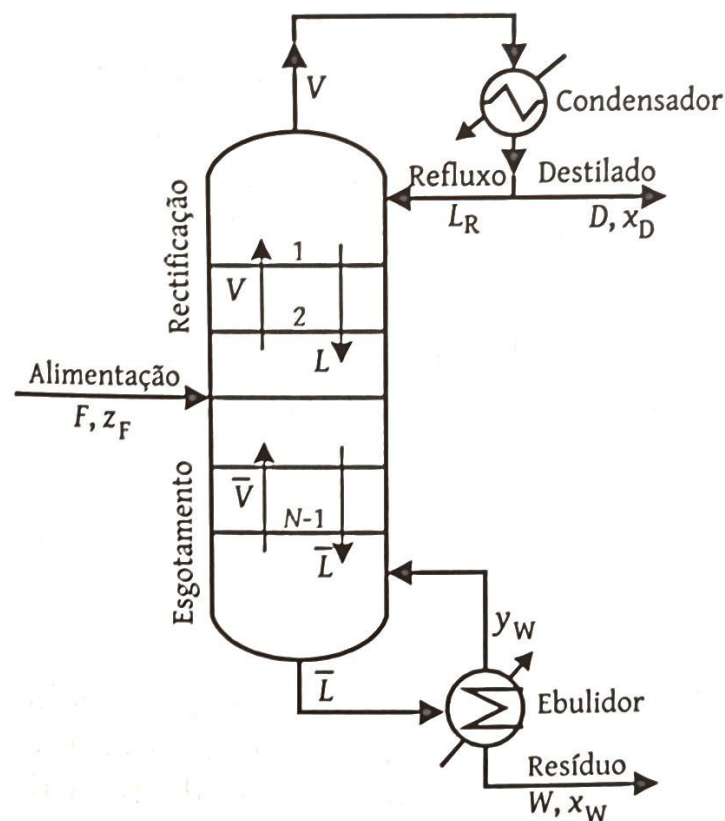 V
Condensador
Refluxo
Destilado
L_R
D, x_D
Rectificação
1
V
2
L
Alimentação
F, z_F
Esgotamento
V̅
N-1
L̅
y_W
L̅
Ebulidor
Resíduo
W, x_W